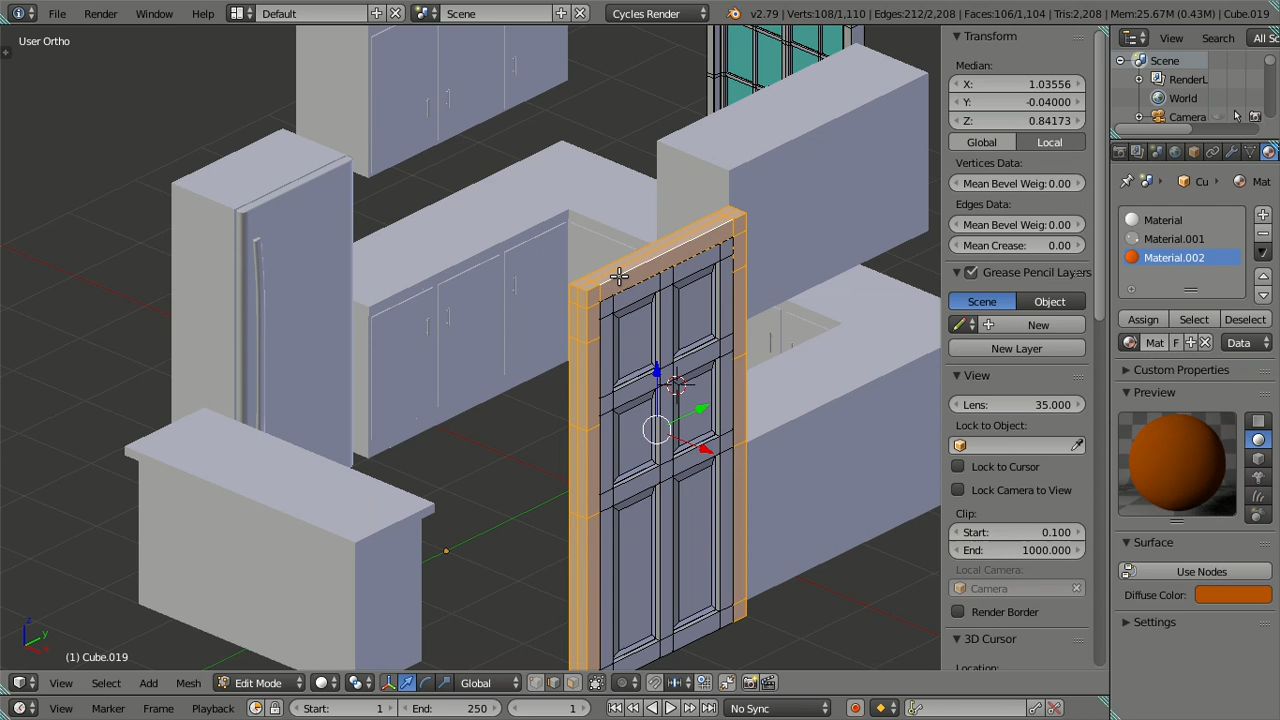 File Render Window Help Default Scene Cycles Render v2.79 | Verts:108/1,110 | Edges:212/2,208 | Faces:106/1,104 | Tris:2,208 | Mem:25.67M (0.43M) | Cube.019
User Ortho
Transform
Median:
X: 1.03556
Y: -0.04000
Z: 0.84173
Global Local
Vertices Data:
Mean Bevel Weig: 0.00
Edges Data:
Mean Bevel Weig: 0.00
Mean Crease: 0.00
Grease Pencil Layers
Scene Object
New
New Layer
View
Lens: 35.000
Lock to Object:
Lock to Cursor
Lock Camera to View
Clip:
Start: 0.100
End: 1000.000
Local Camera:
Camera
Render Border
3D Cursor
Location:
View Search All Sc
Scene
RenderL
World
Camera
Cu Mat
Material
Material.001
Material.002
Assign Select Deselect
Mat F Data
Custom Properties
Preview
Surface
Use Nodes
Diffuse Color:
Settings
z
y
x
(1) Cube.019
View Select Add Mesh Edit Mode Global
View Marker Frame Playback Start: 1 End: 250 1 No Sync